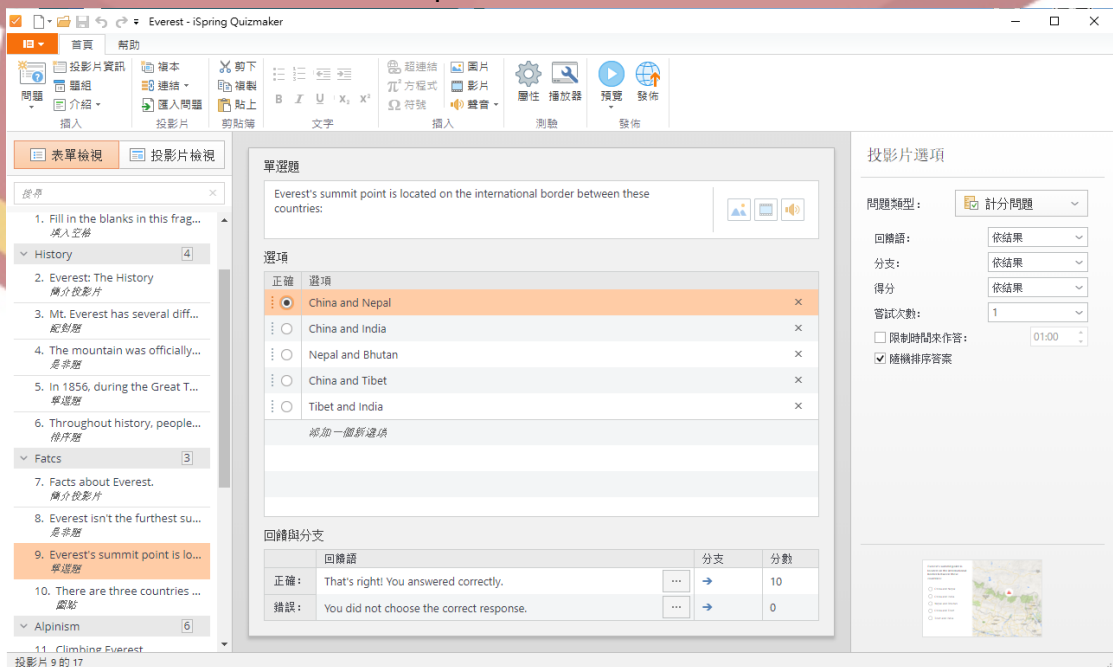 Everest - iSpring Quizmaker
首頁 幫助
問題
投影片資訊
題組
介紹
插入
複本
連結
匯入問題
投影片
剪下
複製
貼上
剪貼簿
B I U X₂ X²
文字
超連結
π² 方程式
Ω 符號
圖片
影片
聲音
插入
屬性 播放器
測驗
預覽 發佈
發佈
表單檢視 投影片檢視
搜尋
1. Fill in the blanks in this frag...
填入空格
History 4
2. Everest: The History
簡介投影片
3. Mt. Everest has several diff...
配對題
4. The mountain was officially...
是非題
5. In 1856, during the Great T...
單選題
6. Throughout history, people...
排序題
Fatcs 3
7. Facts about Everest.
簡介投影片
8. Everest isn't the furthest su...
是非題
9. Everest's summit point is lo...
單選題
10. There are three countries ...
圈點
Alpinism 6
11. Climbing Everest
投影片 9 的 17
單選題
Everest's summit point is located on the international border between these
countries:
選項
正確 選項
China and Nepal
China and India
Nepal and Bhutan
China and Tibet
Tibet and India
添加一個新選項
回饋與分支
回饋語 分支 分數
正確: That's right! You answered correctly. ... 10
錯誤: You did not choose the correct response. ... 0
投影片選項
問題類型: 計分問題
回饋語: 依結果
分支: 依結果
得分 依結果
嘗試次數: 1
限制時間來作答: 01:00
隨機排序答案